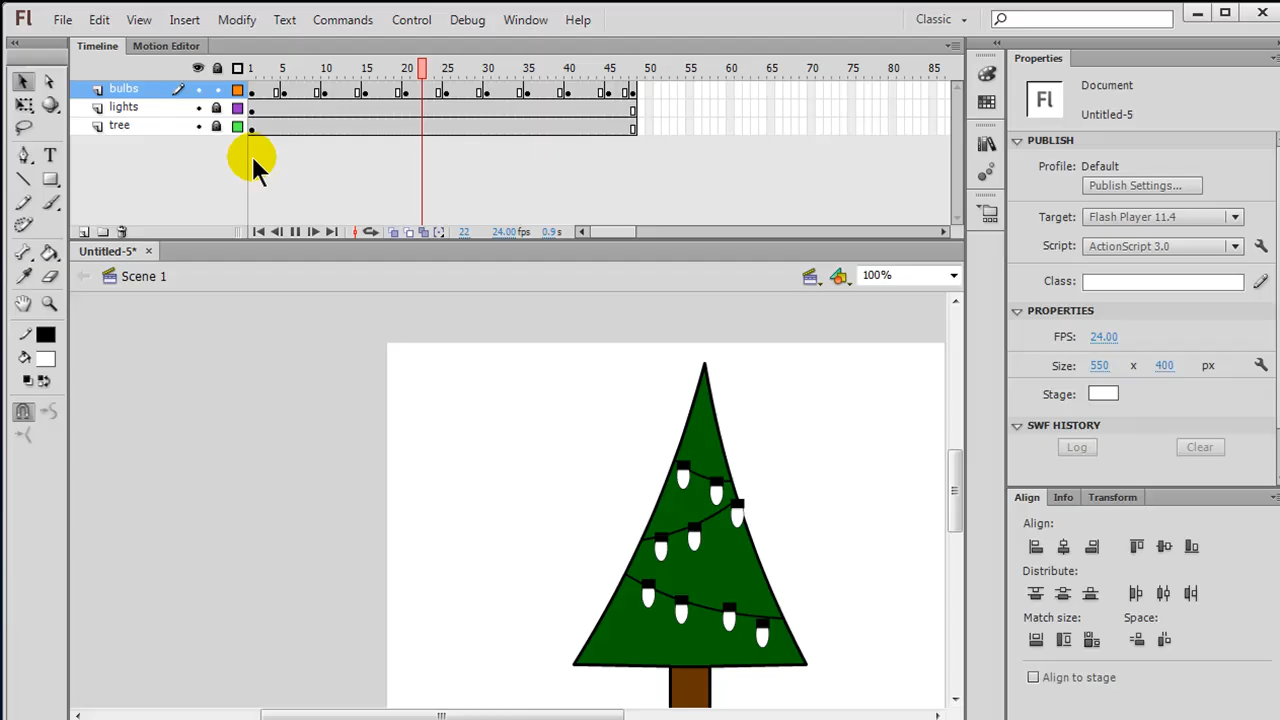 Fl File Edit View Insert Modify Text Commands Control Debug Window Help Classic
Timeline Motion Editor
1 5 10 15 20 25 30 35 40 45 50 55 60 65 70 75 80 85
bulbs
lights
tree
22 24.00fps 0.9s
Untitled-5*
Scene 1
100%
Properties
Fl
Document
Untitled-5
PUBLISH
Profile: Default
Publish Settings...
Target: Flash Player 11.4
Script: ActionScript 3.0
Class:
PROPERTIES
FPS: 24.00
Size: 550 x 400 px
Stage:
SWF HISTORY
Log Clear
Align Info Transform
Align:
Distribute:
Match size: Space:
Align to stage